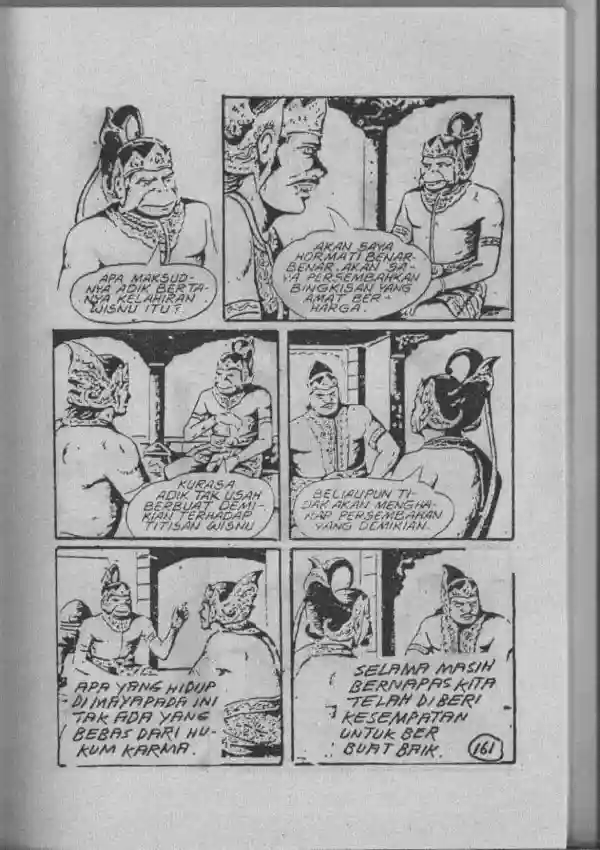 APA MAKSUD-
NYA ADIK BERTA-
NYA KELAHIRAN
WISNU ITU?
AKAN SAYA
HORMATI BENAR-
BENAR. AKAN SA-
YA PERSEMBAHKAN
BINGKISAN YANG
AMAT BER-
HARGA.
KURASA
ADIK TAK USAH
BERBUAT DEMI-
KIAN TERHADAP
TITISAN WISNU
BELIAUPUN TI-
DAK AKAN MENGHA-
RAP PERSEMBAHAN
YANG DEMIKIAN.
APA YANG HIDUP
DI MAYAPADA INI
TAK ADA YANG
BEBAS DARI HU-
KUM KARMA.
SELAMA MASIH
BERNAPAS KITA
TELAH DI BERI
KESEMPATAN
UNTUK BER
BUAT BAIK.
161